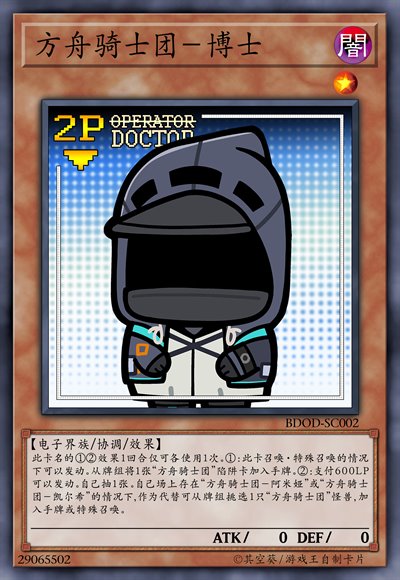 方舟骑士团－博士
闇
2P
OPERATOR
DOCTOR
BDOD-SC002
【电子界族/协调/效果】
此卡名的①②效果1回合仅可各使用1次。①:此卡召唤·特殊召唤的情况
下可以发动。从牌组将1张“方舟骑士团”陷阱卡加入手牌。②:支付600LP
可以发动。自己抽1张。自己场上存在“方舟骑士团－阿米娅”或“方舟骑士
团－凯尔希”的情况下,作为代替可从牌组挑选1只“方舟骑士团”怪兽,加
入手牌或特殊召唤。
ATK/ 0 DEF/ 0
29065502
©其空葵/游戏王自制卡片